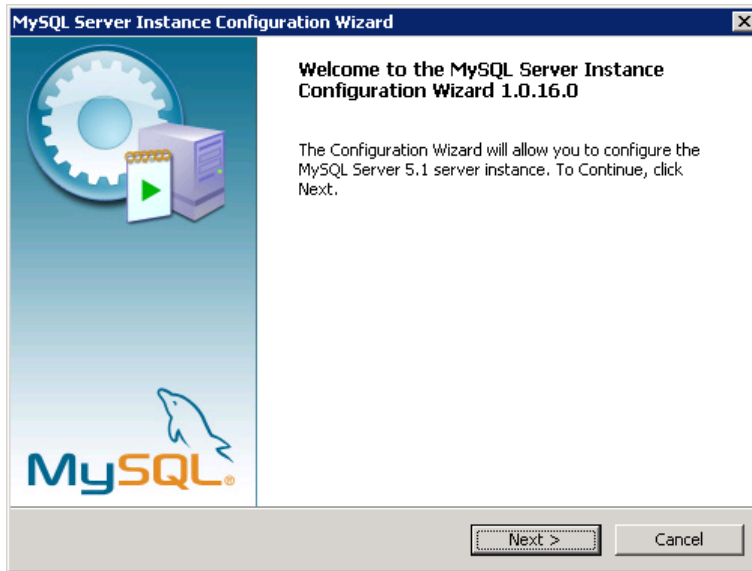 MySQL Server Instance Configuration Wizard
Welcome to the MySQL Server Instance
Configuration Wizard 1.0.16.0
The Configuration Wizard will allow you to configure the
MySQL Server 5.1 server instance. To Continue, click
Next.
MySQL®
Next >
Cancel